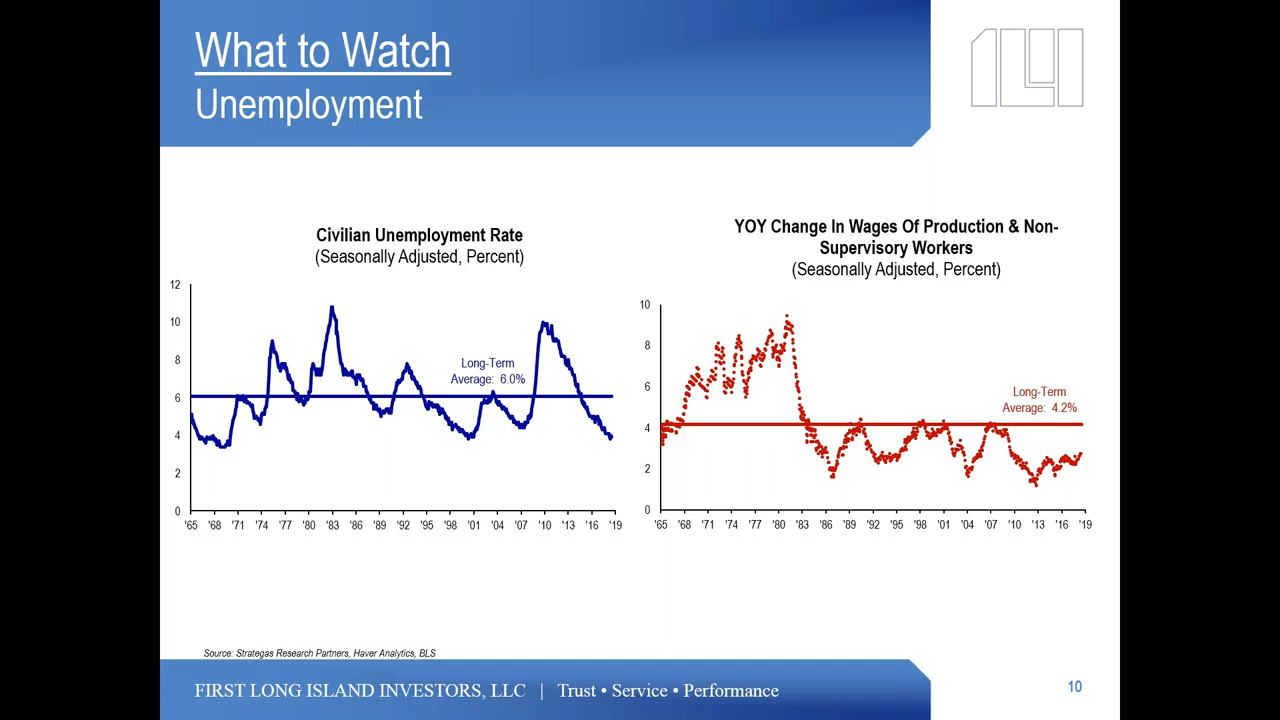 What to Watch
Unemployment
Civilian Unemployment Rate
(Seasonally Adjusted, Percent)
12
10
8
6
4
2
0
Long-Term
Average: 6.0%
'65 '68 '71 '74 '77 '80 '83 '86 '89 '92 '95 '98 '01 '04 '07 '10 '13 '16 '19
YOY Change In Wages Of Production & Non-
Supervisory Workers
(Seasonally Adjusted, Percent)
10
8
6
4
2
0
Long-Term
Average: 4.2%
'65 '68 '71 '74 '77 '80 '83 '86 '89 '92 '95 '98 '01 '04 '07 '10 '13 '16 '19
Source: Strategas Research Partners, Haver Analytics, BLS
FIRST LONG ISLAND INVESTORS, LLC | Trust • Service • Performance
10